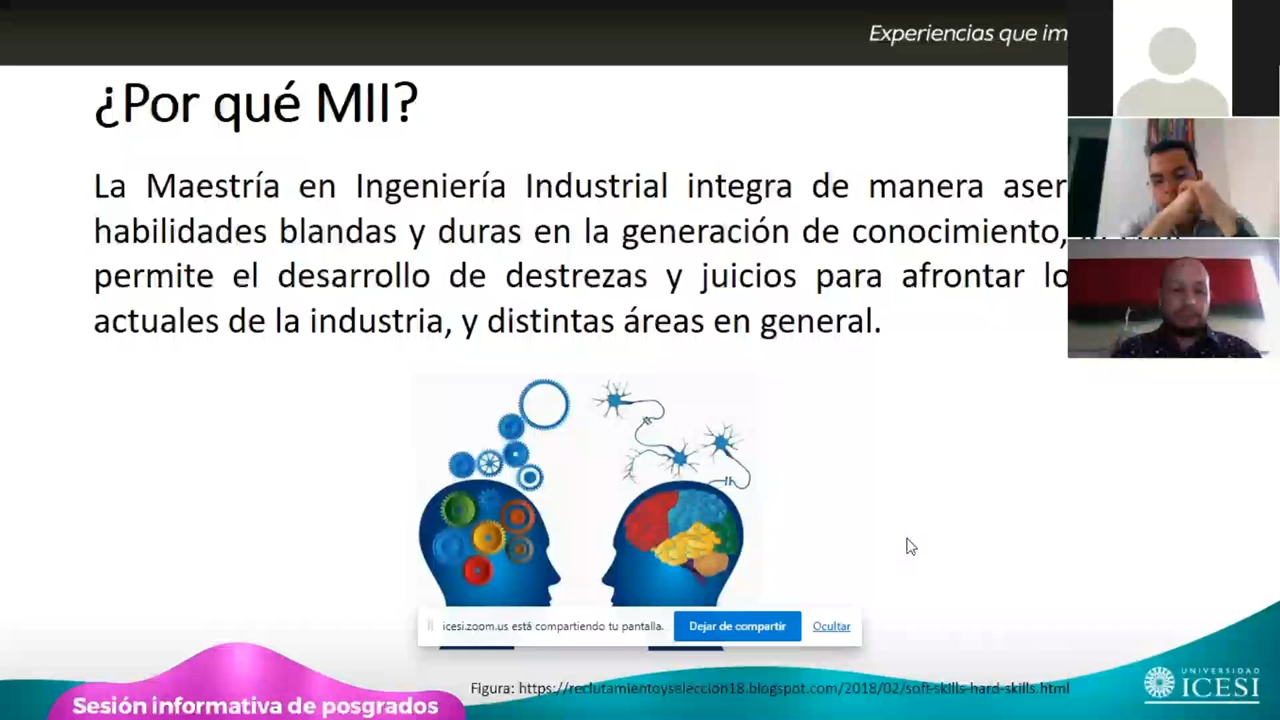 Experiencias que im
¿Por qué MII?
La Maestría en Ingeniería Industrial integra de manera aser
habilidades blandas y duras en la generación de conocimiento,
permite el desarrollo de destrezas y juicios para afrontar lo
actuales de la industria, y distintas áreas en general.
icesi.zoom.us está compartiendo tu pantalla.
Dejar de compartir
Ocultar
Figura: https://reclutamientoyseleccion18.blogspot.com/2018/02/soft-skills-hard-skills.html
Sesión informativa de posgrados
UNIVERSIDAD
ICESI